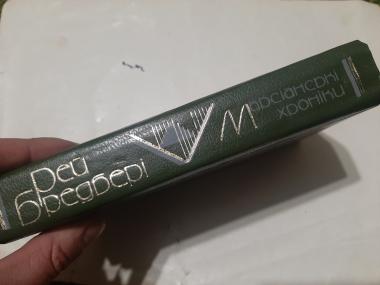 Рей
Бредбері
Марсіанські
хроніки